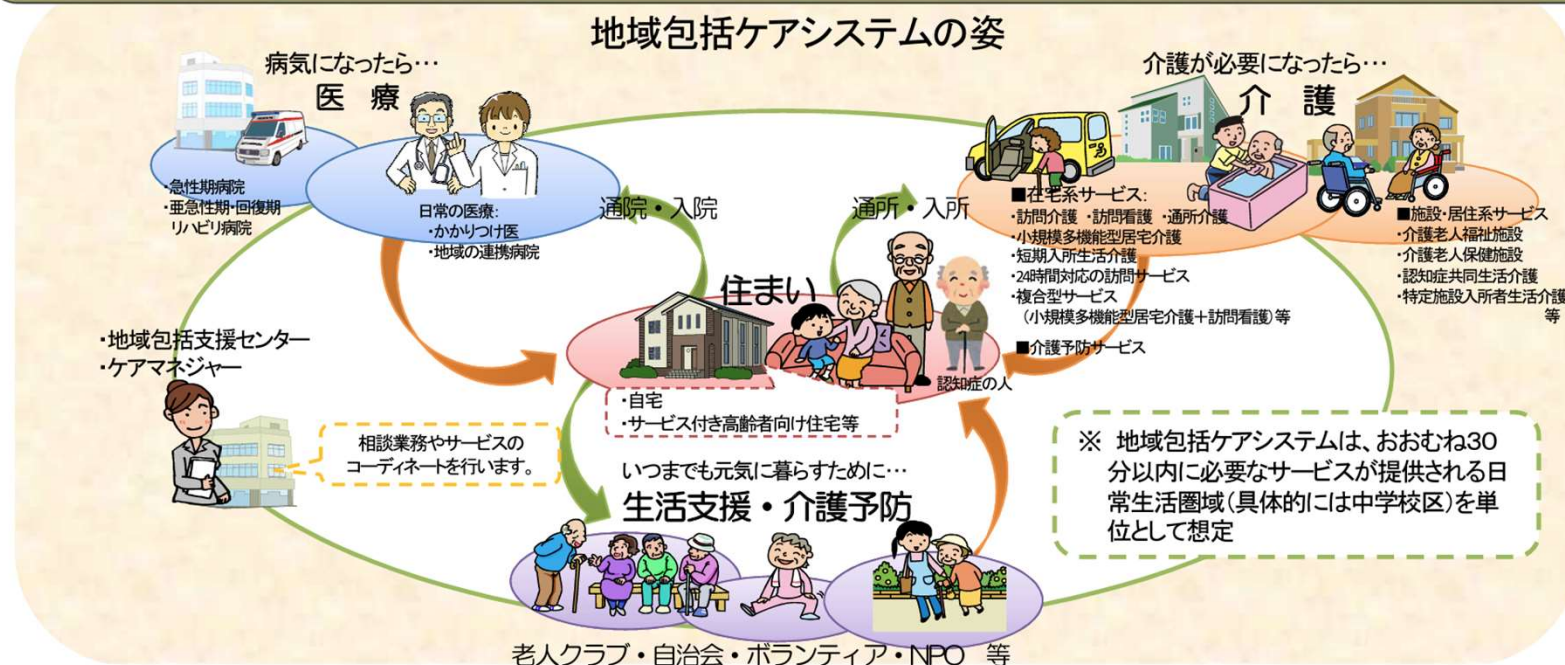 地域包括ケアシステムの姿
病気になったら…
医 療
・急性期病院
・亜急性期・回復期
リハビリ病院
日常の医療:
・かかりつけ医
・地域の連携病院
通院・入院
通所・入所
介護が必要になったら…
介 護
■在宅系サービス:
・訪問介護 ・訪問看護 ・通所介護
・小規模多機能型居宅介護
・短期入所生活介護
・24時間対応の訪問サービス
・複合型サービス
(小規模多機能型居宅介護+訪問看護)等
■介護予防サービス
■施設・居住系サービス
・介護老人福祉施設
・介護老人保健施設
・認知症共同生活介護
・特定施設入所者生活介護
等
住まい
認知症の人
・自宅
・サービス付き高齢者向け住宅等
・地域包括支援センター
・ケアマネジャー
相談業務やサービスの
コーディネートを行います。
いつまでも元気に暮らすために…
生活支援・介護予防
老人クラブ・自治会・ボランティア・NPO 等
※ 地域包括ケアシステムは、おおむね30
分以内に必要なサービスが提供される日
常生活圏域(具体的には中学校区)を単
位として想定